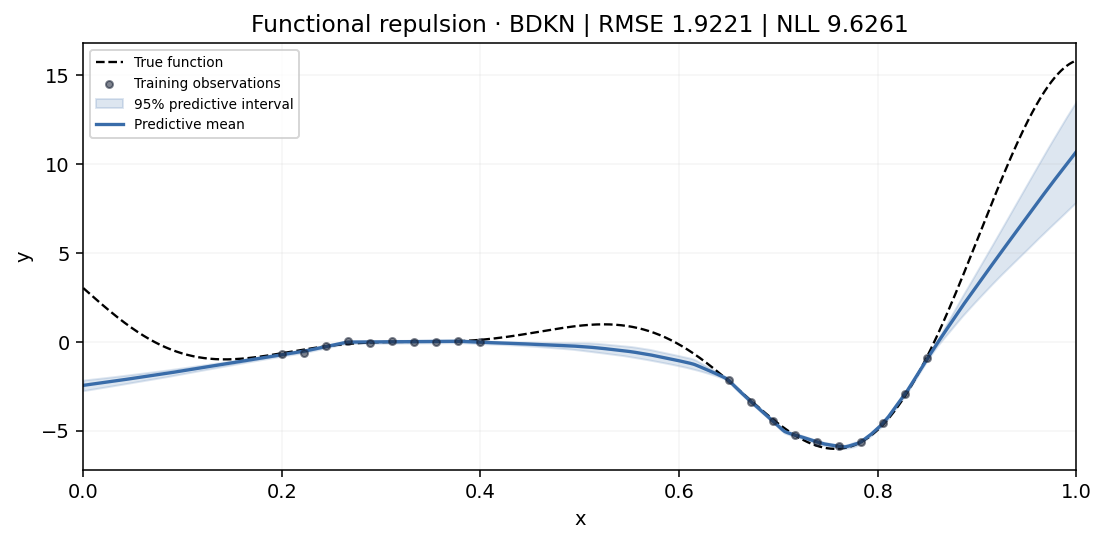 Functional repulsion · BDKN | RMSE 1.9221 | NLL 9.6261
True function
Training observations
95% predictive interval
Predictive mean
15
10
5
0
−5
y
0.0 0.2 0.4 0.6 0.8 1.0
x